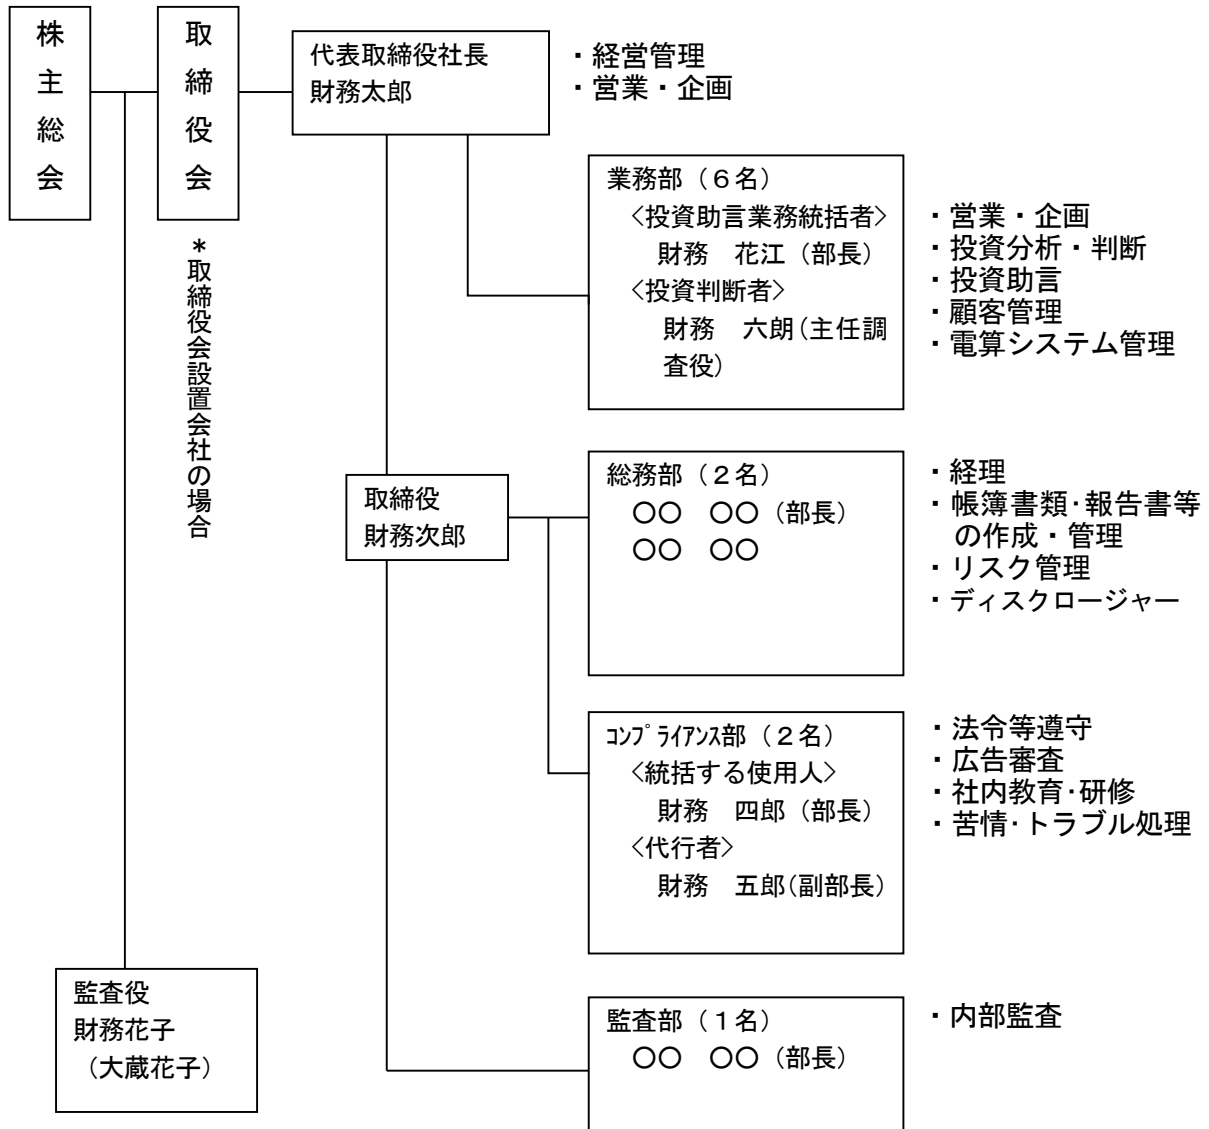 株主総会
取締役会
＊取締役会設置会社の場合
代表取締役社長
財務太郎
・経営管理
・営業・企画
業務部（６名）
〈投資助言業務統括者〉
財務　花江（部長）
〈投資判断者〉
財務　六朗（主任調
査役）
・営業・企画
・投資分析・判断
・投資助言
・顧客管理
・電算システム管理
取締役
財務次郎
総務部（２名）
○○　○○（部長）
○○　○○
・経理
・帳簿書類･報告書等
の作成・管理
・リスク管理
・ディスクロージャー
ｺﾝﾌﾟﾗｲｱﾝｽ部（２名）
〈統括する使用人〉
財務　四郎（部長）
〈代行者〉
財務　五郎（副部長）
・法令等遵守
・広告審査
・社内教育･研修
・苦情･トラブル処理
監査役
財務花子
（大蔵花子）
監査部（１名）
○○　○○（部長）
・内部監査